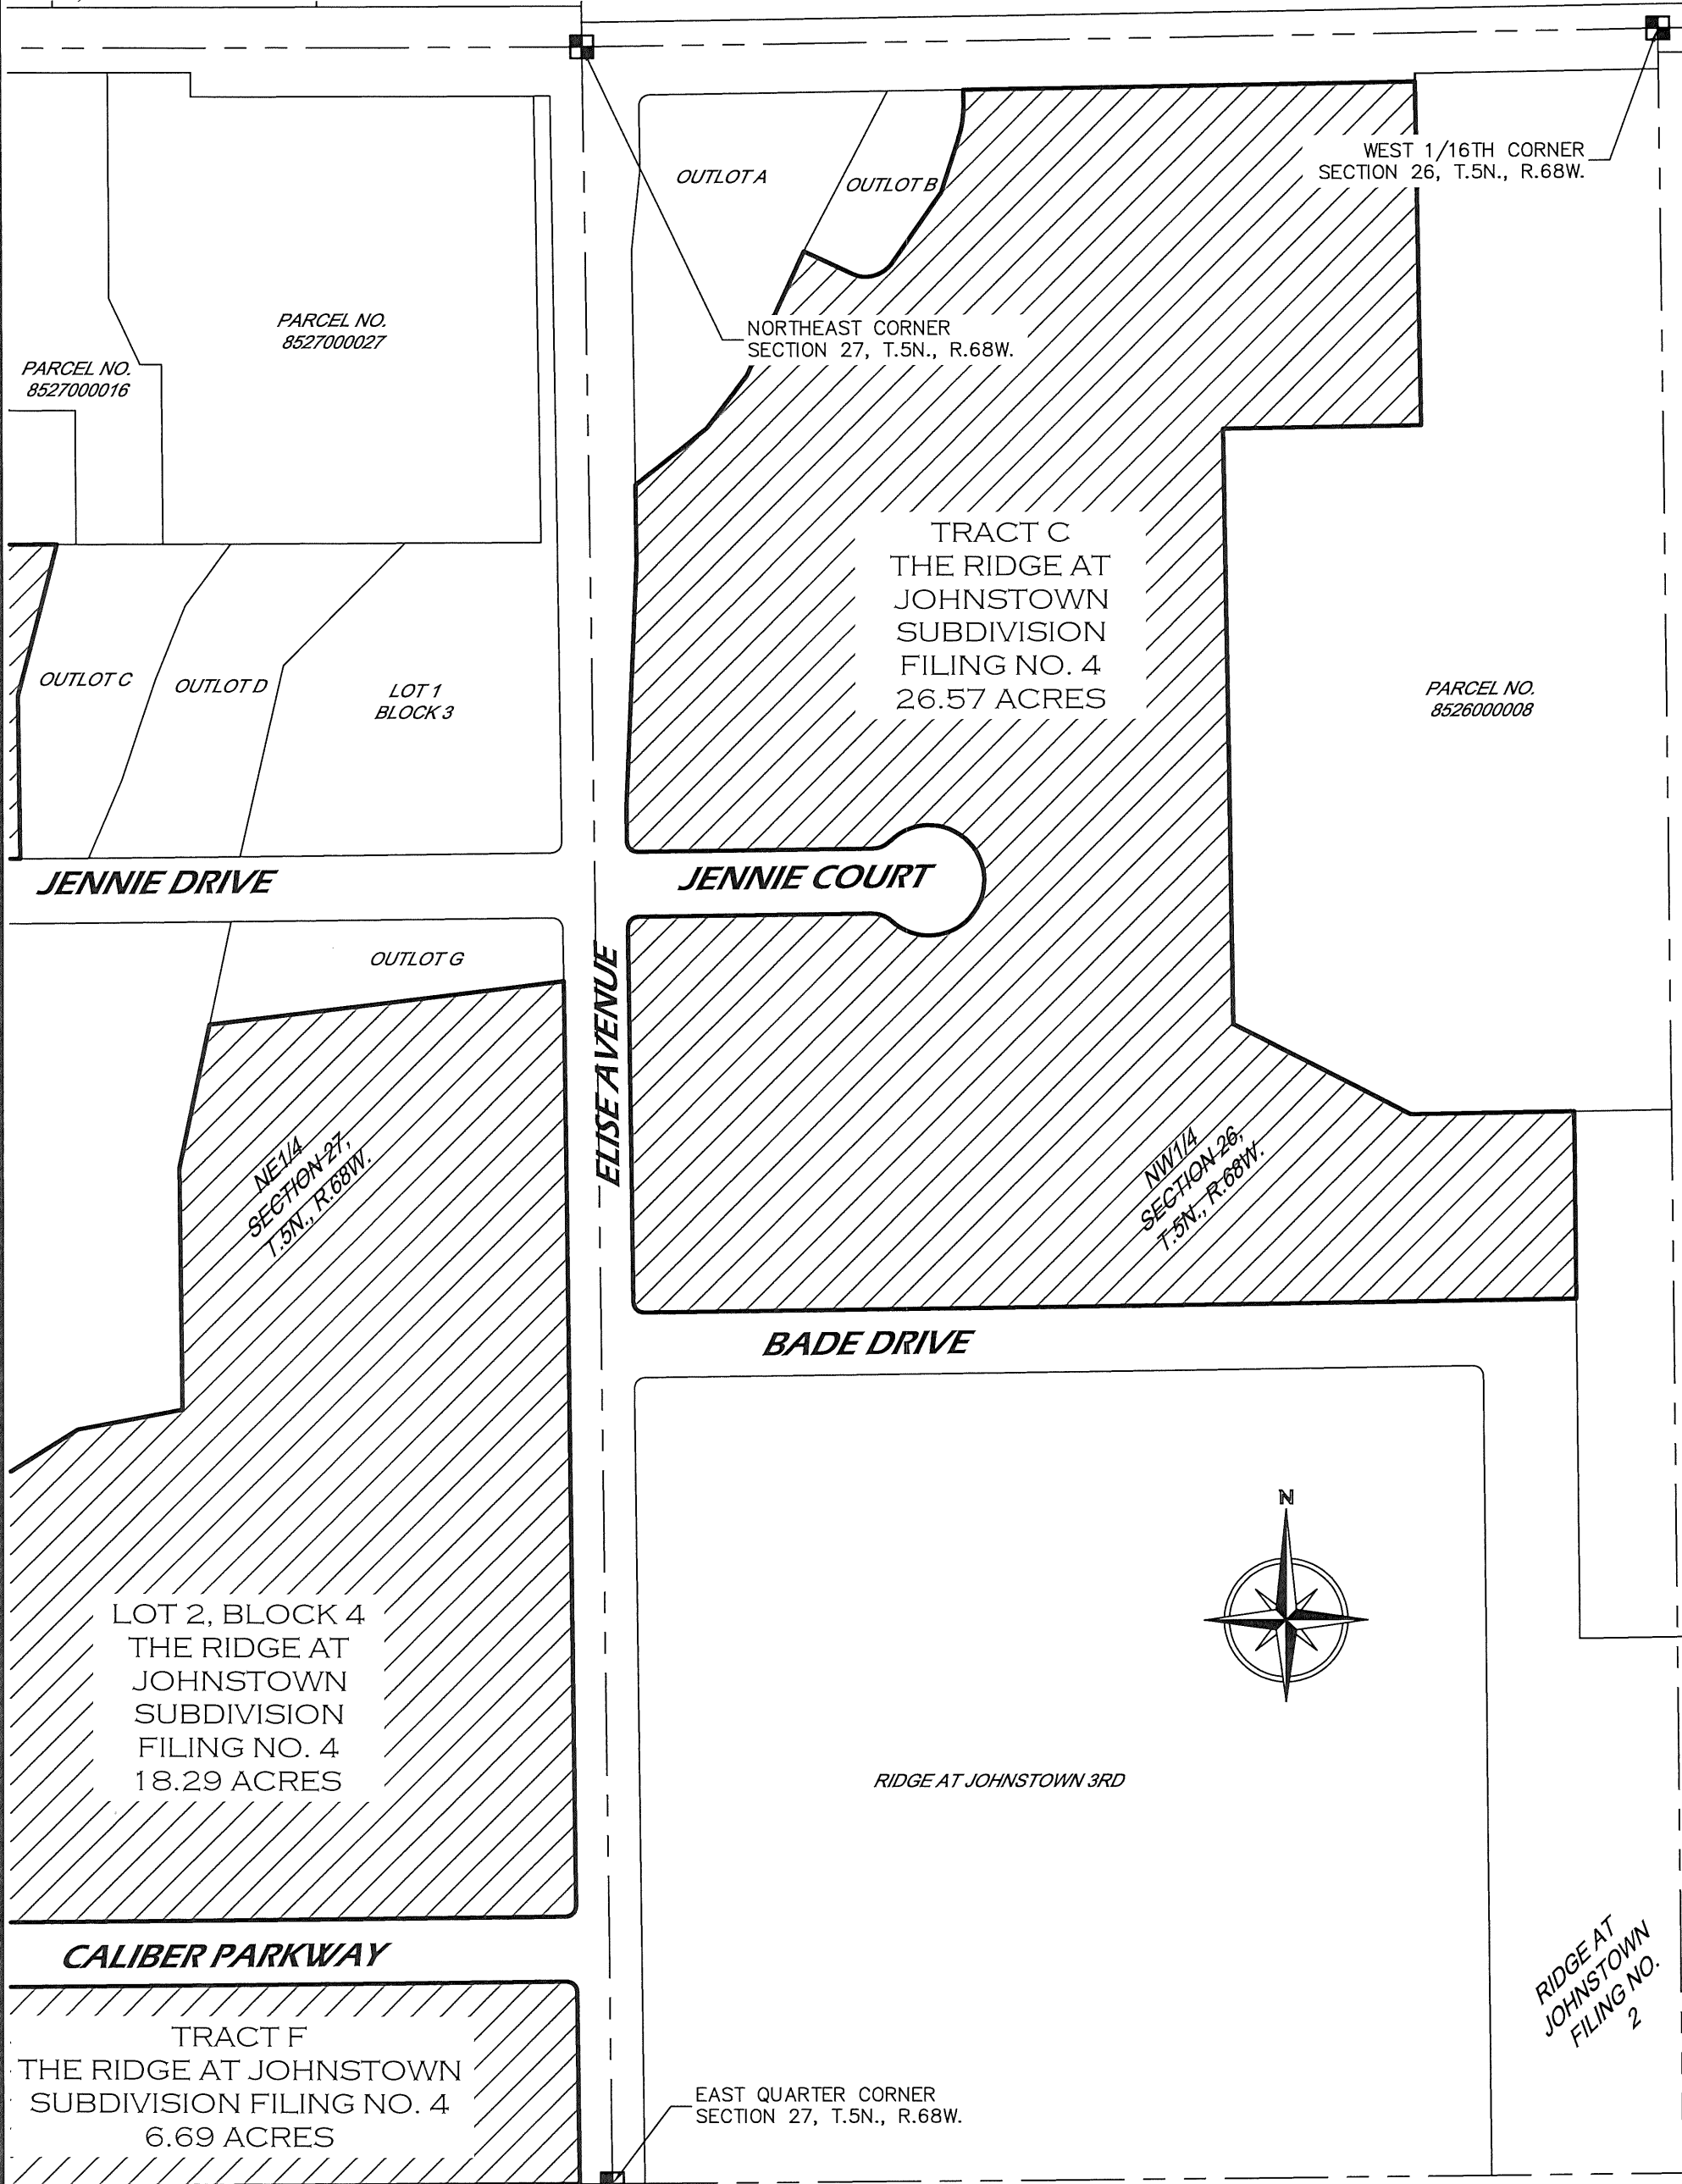 OUTLOT A
OUTLOT B
WEST 1/16TH CORNER
SECTION 26, T.5N., R.68W.
PARCEL NO.
8527000027
NORTHEAST CORNER
SECTION 27, T.5N., R.68W.
PARCEL NO.
8527000016
TRACT C
THE RIDGE AT
JOHNSTOWN
SUBDIVISION
FILING NO. 4
26.57 ACRES
OUTLOT C
OUTLOT D
LOT 1
BLOCK 3
PARCEL NO.
8526000008
JENNIE DRIVE
JENNIE COURT
OUTLOT G
ELISE AVENUE
NE1/4
SECTION 27,
T.5N., R.68W.
NW1/4
SECTION 26,
T.5N., R.68W.
BADE DRIVE
N
LOT 2, BLOCK 4
THE RIDGE AT
JOHNSTOWN
SUBDIVISION
FILING NO. 4
18.29 ACRES
RIDGE AT JOHNSTOWN 3RD
CALIBER PARKWAY
RIDGE AT
JOHNSTOWN
FILING NO.
2
TRACT F
THE RIDGE AT JOHNSTOWN
SUBDIVISION FILING NO. 4
6.69 ACRES
EAST QUARTER CORNER
SECTION 27, T.5N., R.68W.